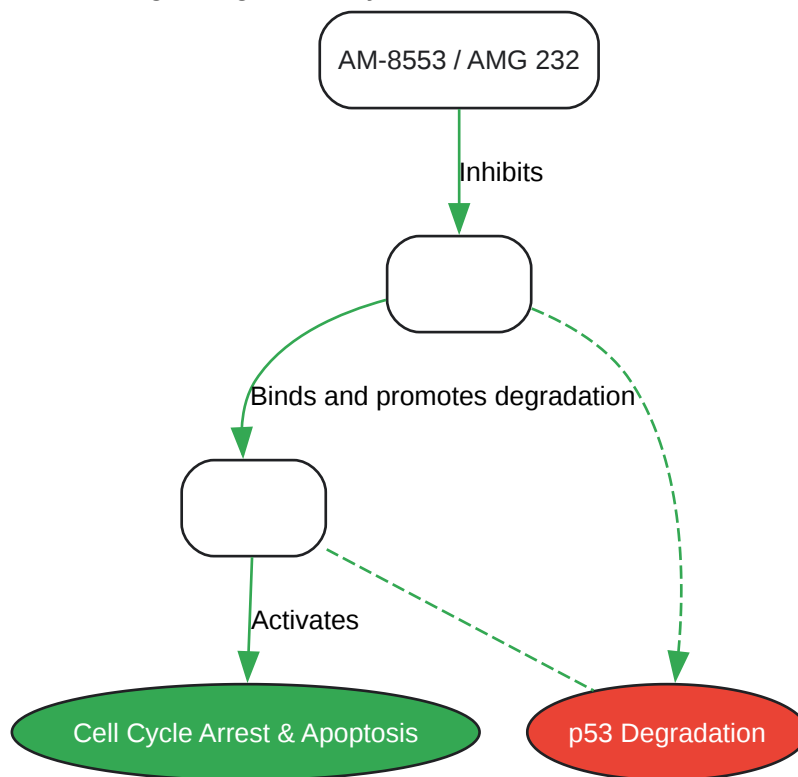 AM-8553 / AMG 232
Inhibits
Binds and promotes degradation
Activates
Cell Cycle Arrest & Apoptosis
p53 Degradation